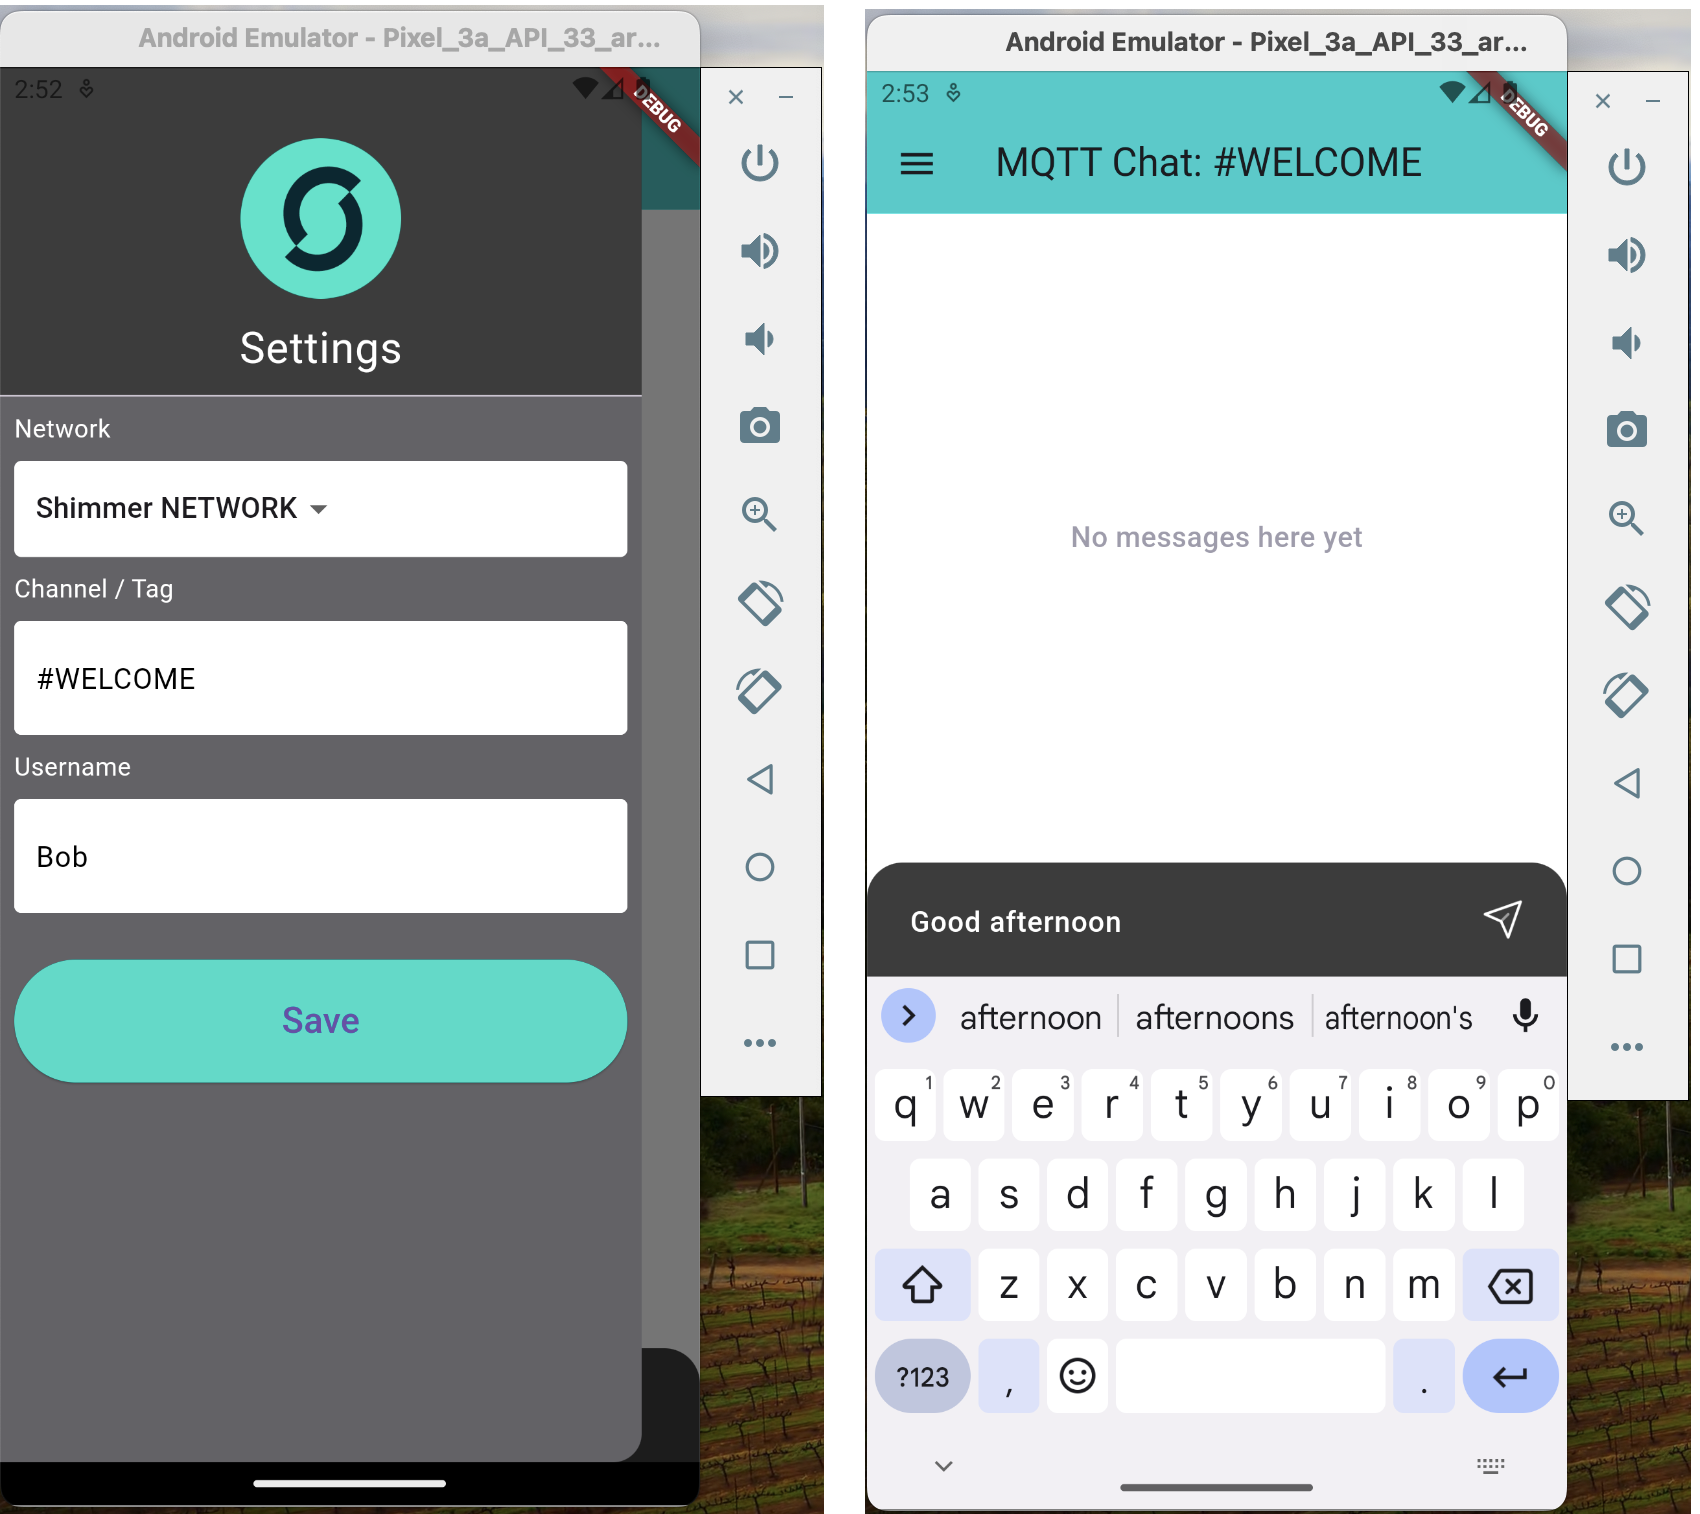 Android Emulator - Pixel_3a_API_33_ar...
2:52
DEBUG
Settings
Network
Shimmer NETWORK
Channel / Tag
#WELCOME
Username
Bob
Save
Android Emulator - Pixel_3a_API_33_ar...
2:53
DEBUG
MQTT Chat: #WELCOME
No messages here yet
Good afternoon
afternoon afternoons afternoon's
q 1 w 2 e 3 r 4 t 5 y 6 u 7 i 8 o 9 p 0
a s d f g h j k l
z x c v b n m
?123 , .